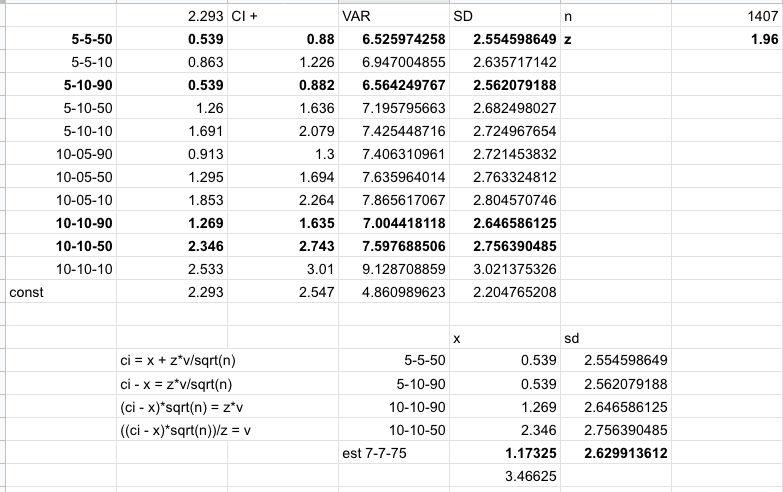 2.293 CI + VAR SD n 1407
5-5-50 0.539 0.88 6.525974258 2.554598649 z 1.96
5-5-10 0.863 1.226 6.947004855 2.635717142
5-10-90 0.539 0.882 6.564249767 2.562079188
5-10-50 1.26 1.636 7.195795663 2.682498027
5-10-10 1.691 2.079 7.425448716 2.724967654
10-05-90 0.913 1.3 7.406310961 2.721453832
10-05-50 1.295 1.694 7.635964014 2.763324812
10-05-10 1.853 2.264 7.865617067 2.804570746
10-10-90 1.269 1.635 7.004418118 2.646586125
10-10-50 2.346 2.743 7.597688506 2.756390485
10-10-10 2.533 3.01 9.128708859 3.021375326
const 2.293 2.547 4.860989623 2.204765208
x sd
ci = x + z*v/sqrt(n) 5-5-50 0.539 2.554598649
ci - x = z*v/sqrt(n) 5-10-90 0.539 2.562079188
(ci - x)*sqrt(n) = z*v 10-10-90 1.269 2.646586125
((ci - x)*sqrt(n))/z = v 10-10-50 2.346 2.756390485
est 7-7-75 1.17325 2.629913612
3.46625